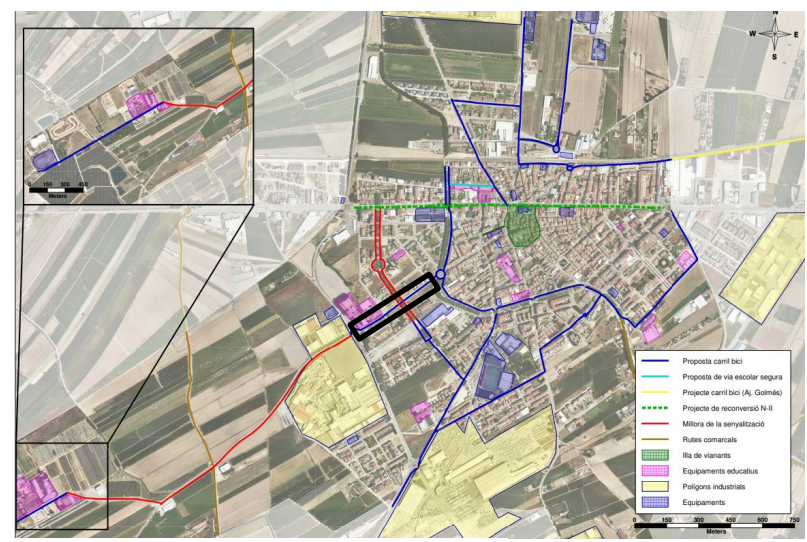 N
W E
S
0 150 300 450
Meters
Proposta carril bici
Proposta de via escolar segura
Projecte carril bici (Aj. Golmés)
Projecte de reconversió N-II
Millora de la senyalització
Rutes comarcals
Illa de vianants
Equipaments educatius
Polígons industrials
Equipaments
0 150 300 450 600 750
Meters